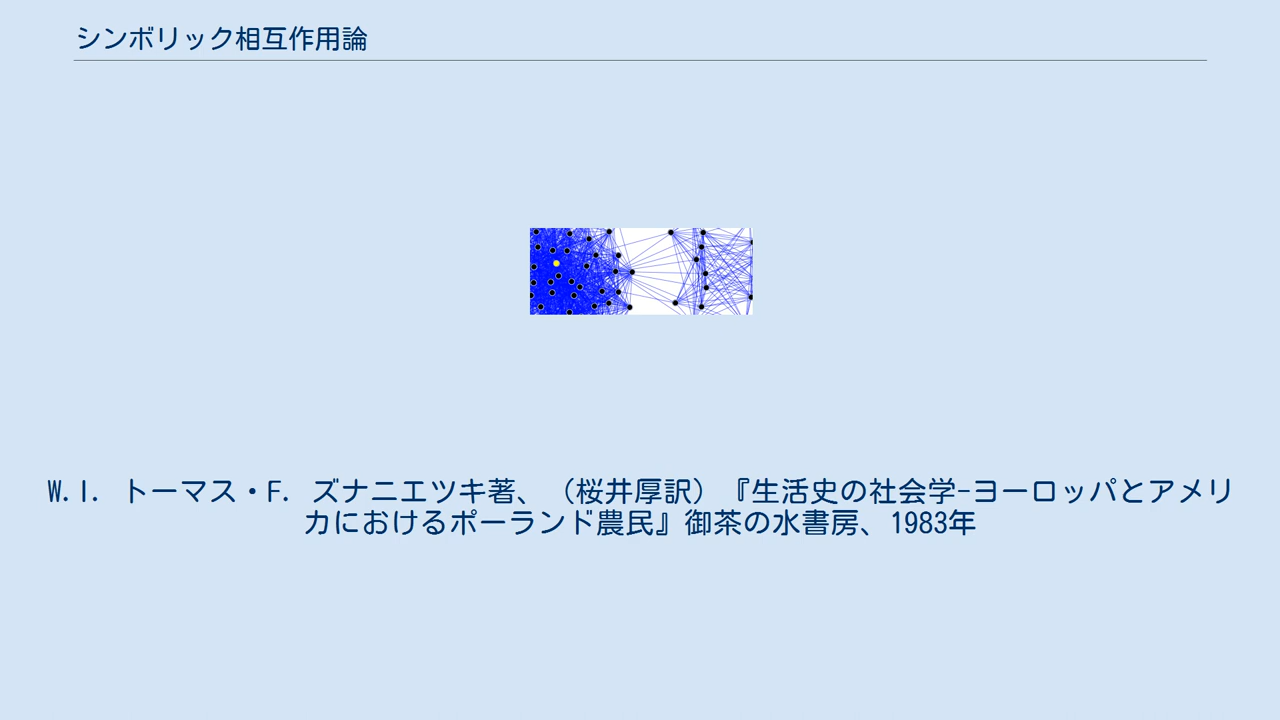 シンボリック相互作用論
W.I. トーマス・F. ズナニエツキ著、（桜井厚訳）『生活史の社会学-ヨーロッパとアメリ
カにおけるポーランド農民』御茶の水書房、1983年